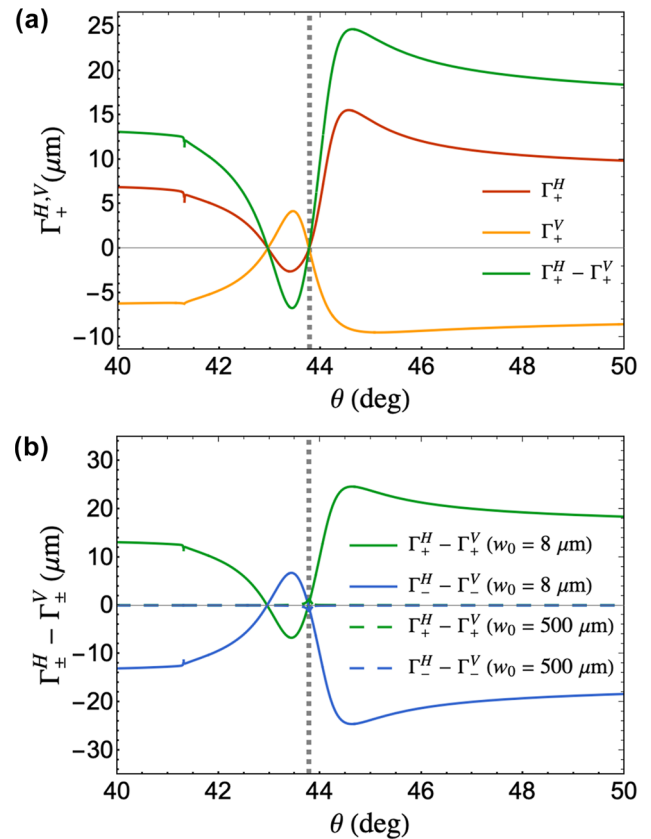 (a)
Γ₊^{H,V} (μm)
25
20
15
10
5
0
−5
−10
Γ₊^H
Γ₊^V
Γ₊^H − Γ₊^V
40 42 44 46 48 50
θ (deg)
(b)
Γ±^H − Γ±^V (μm)
30
20
10
0
−10
−20
−30
Γ₊^H − Γ₊^V (w₀ = 8 μm)
Γ₋^H − Γ₋^V (w₀ = 8 μm)
Γ₊^H − Γ₊^V (w₀ = 500 μm)
Γ₋^H − Γ₋^V (w₀ = 500 μm)
40 42 44 46 48 50
θ (deg)